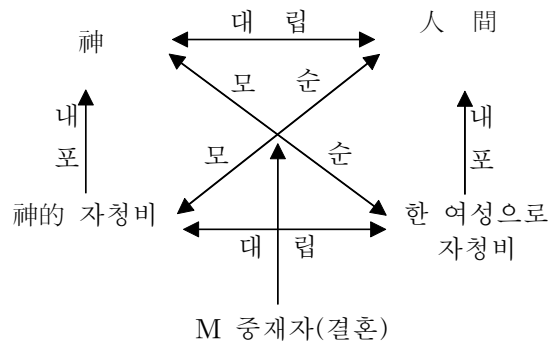 대 립
神 人 間
모 순
내 내
포 모 순 포
神的 자청비 한 여성으로
자청비
대 립
M 중재자(결혼)